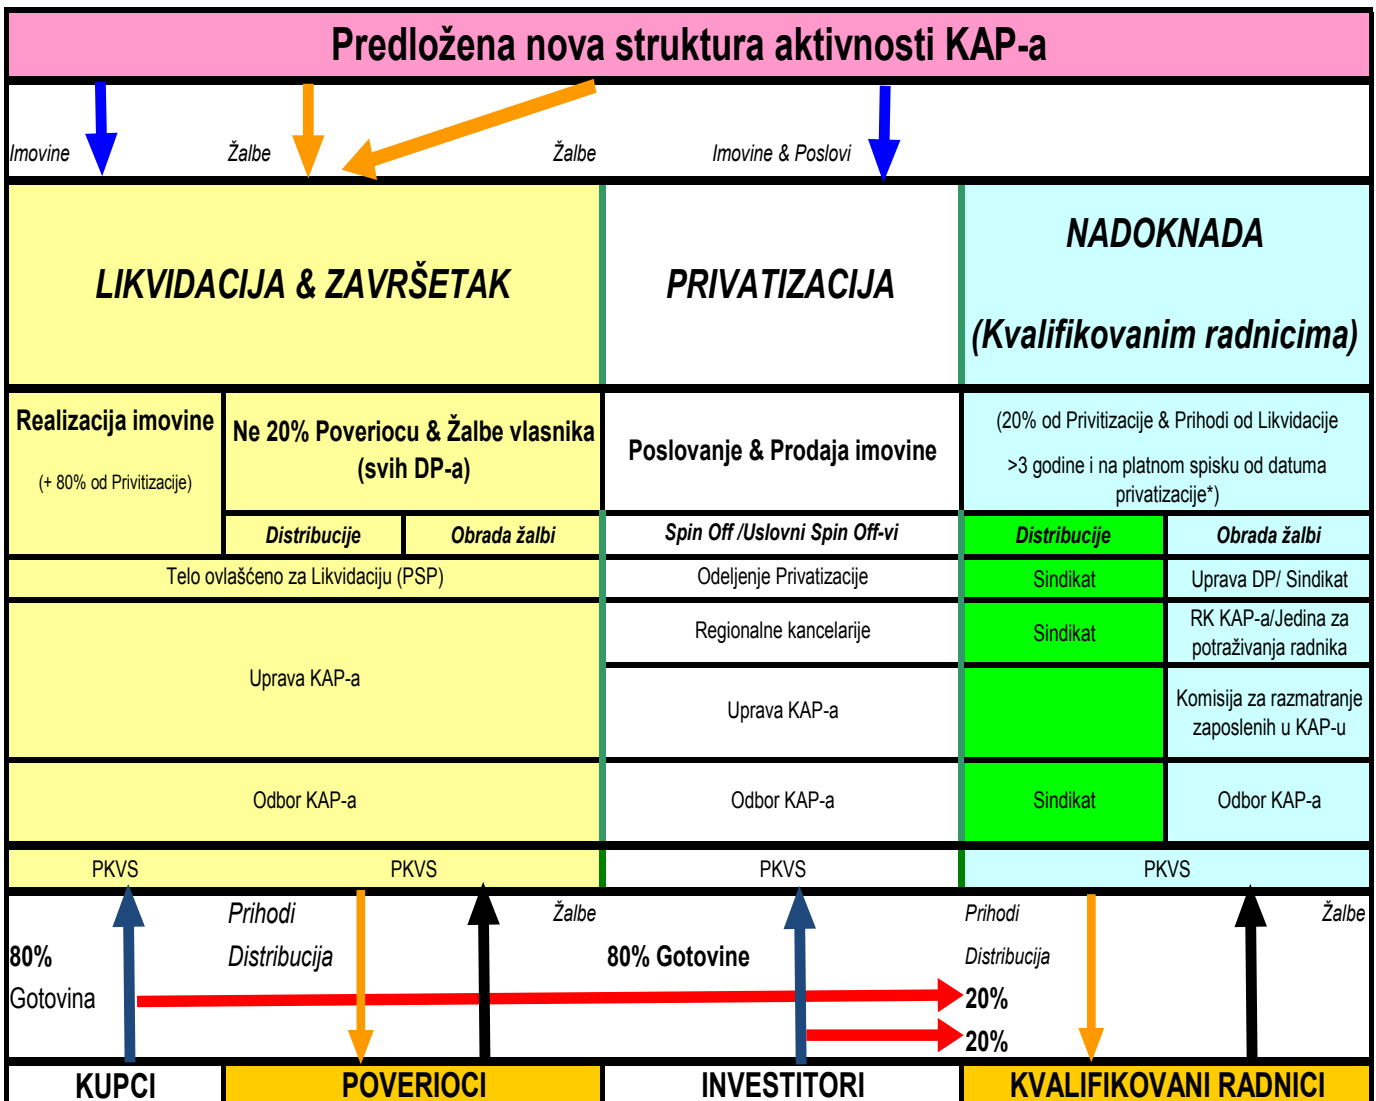 Predložena nova struktura aktivnosti KAP-a
Imovine
Žalbe
Žalbe
Imovine & Poslovi
LIKVIDACIJA & ZAVRŠETAK
PRIVATIZACIJA
NADOKNADA
(Kvalifikovanim radnicima)
Realizacija imovine
(+ 80% od Privitizacije)
Ne 20% Poveriocu & Žalbe vlasnika
(svih DP-a)
Poslovanje & Prodaja imovine
(20% od Privitizacije & Prihodi od Likvidacije
>3 godine i na platnom spisku od datuma
privatizacije*)
Distribucije
Obrada žalbi
Spin Off /Uslovni Spin Off-vi
Distribucije
Obrada žalbi
Telo ovlašćeno za Likvidaciju (PSP)
Odeljenje Privatizacije
Sindikat
Uprava DP/ Sindikat
Uprava KAP-a
Regionalne kancelarije
Sindikat
RK KAP-a/Jedina za
potraživanja radnika
Uprava KAP-a
Komisija za razmatranje
zaposlenih u KAP-u
Odbor KAP-a
Odbor KAP-a
Sindikat
Odbor KAP-a
PKVS
PKVS
PKVS
PKVS
Prihodi
Žalbe
Prihodi
Žalbe
80%
Distribucija
80% Gotovine
Distribucija
Gotovina
20%
20%
KUPCI
POVERIOCI
INVESTITORI
KVALIFIKOVANI RADNICI